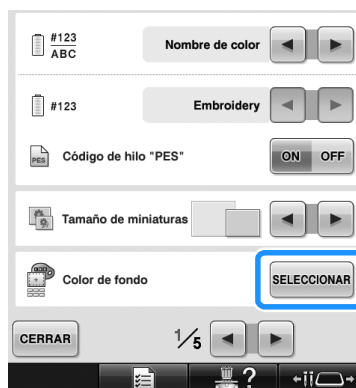 #123
ABC
Nombre de color
#123
Embroidery
PES
Código de hilo "PES"
ON OFF
Tamaño de miniaturas
Color de fondo
SELECCIONAR
CERRAR
1/5
?